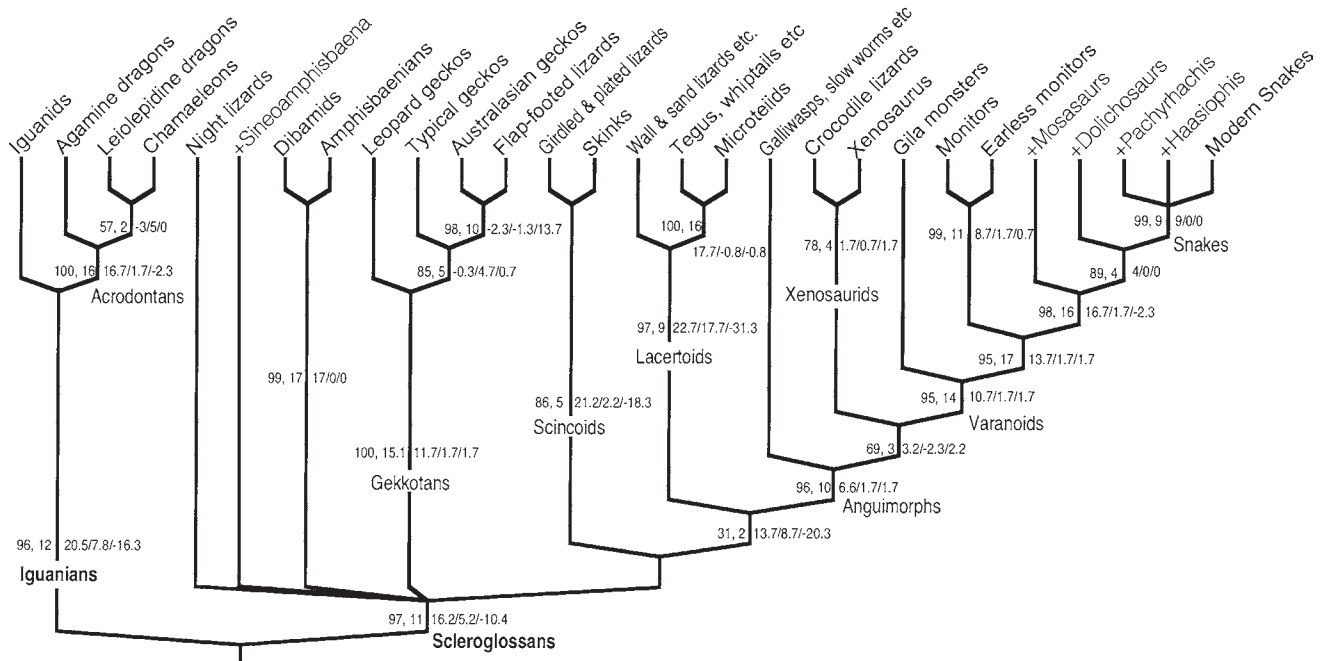 Iguanids
Agamine dragons
Leiolepidine dragons
Chamaeleons
Night lizards
+Sineoamphisbaena
Dibamids
Amphisbaenians
Leopard geckos
Typical geckos
Australasian geckos
Flap-footed lizards
Girdled & plated lizards
Skinks
Wall & sand lizards etc.
Tegus, whiptails etc
Microteiids
Galliwasps, slow worms etc
Crocodile lizards
Xenosaurus
Gila monsters
Monitors
Earless monitors
+Mosasaurs
+Dolichosaurs
+Pachyrhachis
+Haasiophis
Modern Snakes
57, 2 -3/5/0
98, 10 -2.3/-1.3/13.7
100, 16
17.7/-0.8/-0.8
78, 4 1.7/0.7/1.7
99, 11 8.7/1.7/0.7
99, 9 9/0/0
Snakes
100, 16 16.7/1.7/-2.3
Acrodontans
85, 5 -0.3/4.7/0.7
89, 4 4/0/0
Xenosaurids
98, 16 16.7/1.7/-2.3
97, 9 22.7/17.7/-31.3
Lacertoids
95, 17 13.7/1.7/1.7
99, 17 17/0/0
95, 14 10.7/1.7/1.7
86, 5 21.2/2.2/-18.3
Scincoids
Varanoids
100, 15.1 11.7/1.7/1.7
69, 3 3.2/-2.3/2.2
Gekkotans
96, 10 6.6/1.7/1.7
Anguimorphs
31, 2 13.7/8.7/-20.3
96, 12 20.5/7.8/-16.3
Iguanians
97, 11 16.2/5.2/-10.4
Scleroglossans